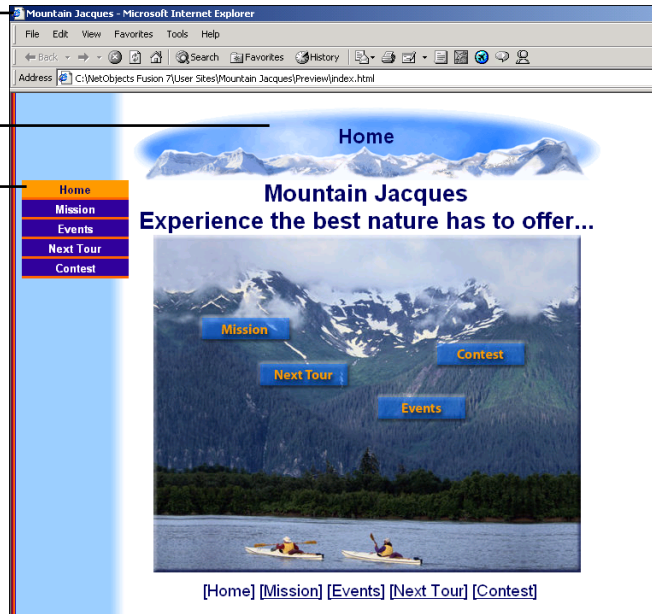 Mountain Jacques - Microsoft Internet Explorer
File Edit View Favorites Tools Help
Back Search Favorites History
Address C:\NetObjects Fusion 7\User Sites\Mountain Jacques\Preview\index.html
Home
Home
Mission
Events
Next Tour
Contest
Mountain Jacques
Experience the best nature has to offer...
Mission
Contest
Next Tour
Events
[Home] [Mission] [Events] [Next Tour] [Contest]